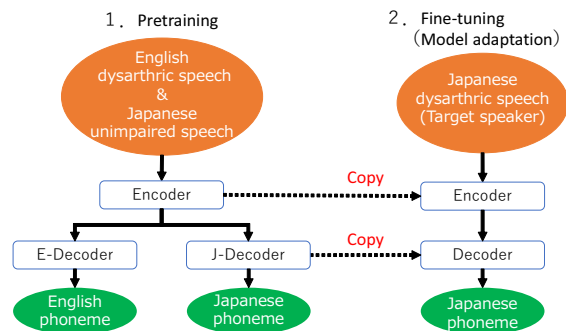 1. Pretraining
English
dysarthric speech
&
Japanese
unimpaired speech
Encoder
E-Decoder
J-Decoder
English
phoneme
Japanese
phoneme
Copy
Copy
2. Fine-tuning
（Model adaptation）
Japanese
dysarthric speech
(Target speaker)
Encoder
Decoder
Japanese
phoneme